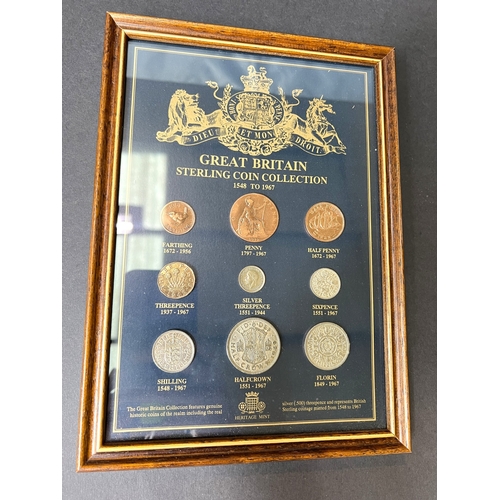 DIEU ET MON DROIT
GREAT BRITAIN
STERLING COIN COLLECTION
1548 TO 1967
FARTHING
1672 - 1956
PENNY
1797 - 1967
HALF PENNY
1672 - 1967
THREEPENCE
1937 - 1967
SILVER
THREEPENCE
1551 - 1944
SIXPENCE
1551 - 1967
SHILLING
1548 - 1967
HALFCROWN
1551 - 1967
FLORIN
1849 - 1967
The Great Britain Collection features genuine
historic coins of the realm including the real
HERITAGE MINT
silver (.500) threepence and represents British
Sterling coinage minted from 1548 to 1967